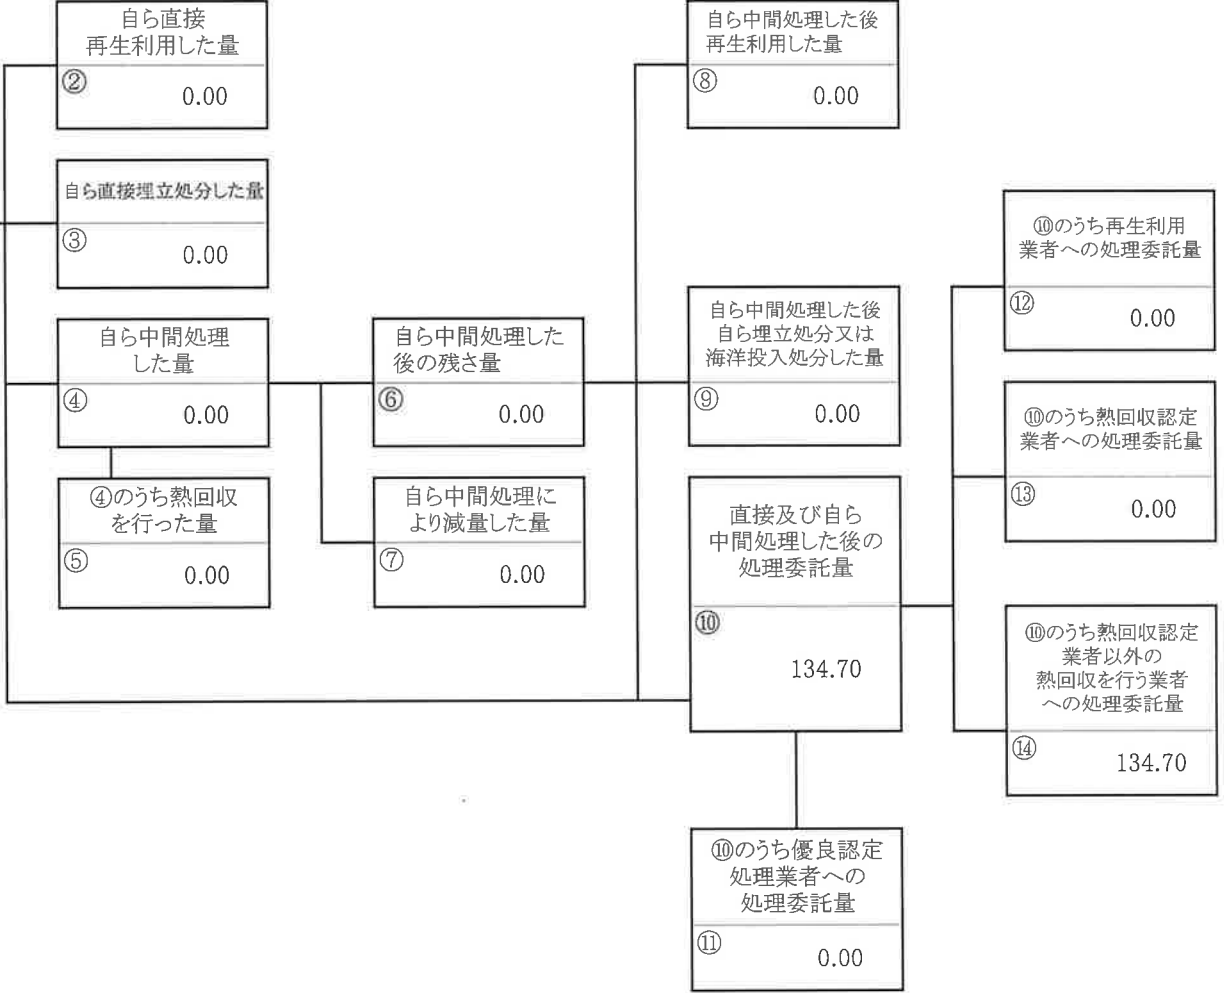 自ら直接
再生利用した量
②
0.00
自ら直接埋立処分した量
③
0.00
自ら中間処理
した量
④
0.00
④のうち熱回収
を行った量
⑤
0.00
自ら中間処理した
後の残さ量
⑥
0.00
自ら中間処理に
より減量した量
⑦
0.00
自ら中間処理した後
再生利用した量
⑧
0.00
自ら中間処理した後
自ら埋立処分又は
海洋投入処分した量
⑨
0.00
直接及び自ら
中間処理した後の
処理委託量
⑩
134.70
⑩のうち優良認定
処理業者への
処理委託量
⑪
0.00
⑩のうち再生利用
業者への処理委託量
⑫
0.00
⑩のうち熱回収認定
業者への処理委託量
⑬
0.00
⑩のうち熱回収認定
業者以外の
熱回収を行う業者
への処理委託量
⑭
134.70